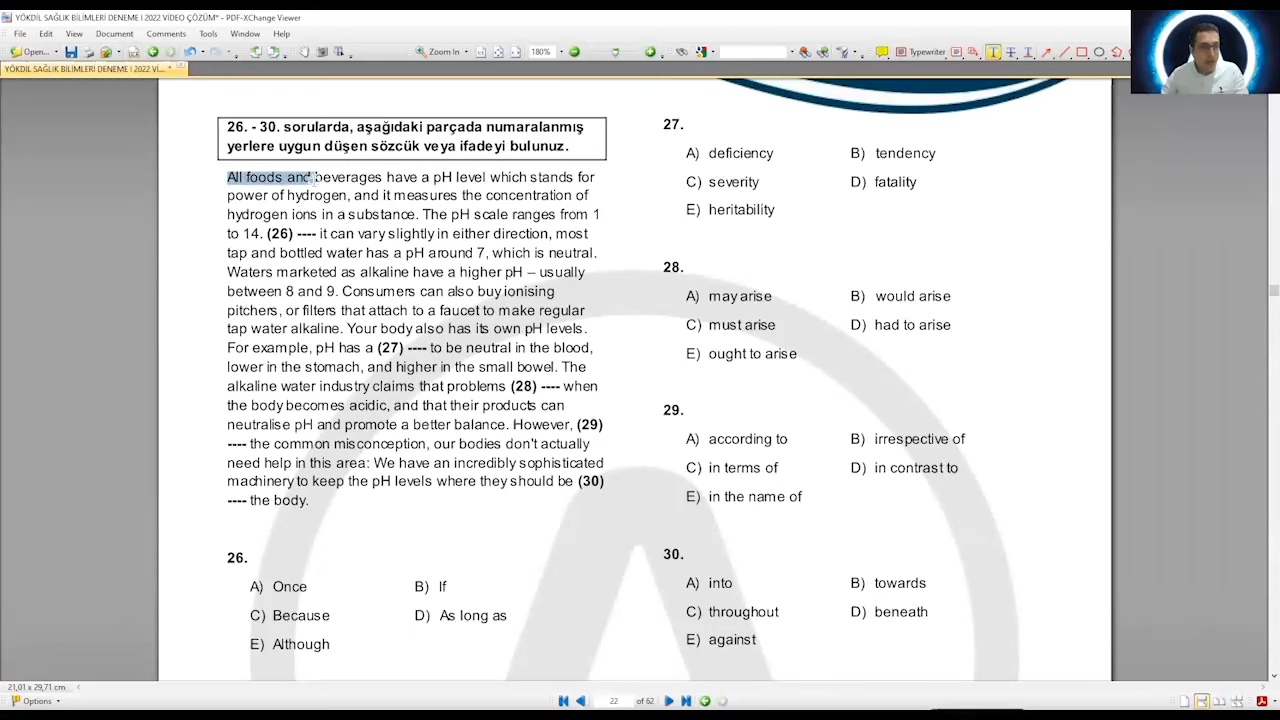 YÖKDİL SAĞLIK BİLİMLERİ DENEME I 2022 VİDEO ÇÖZÜM* - PDF-XChange Viewer
File Edit View Document Comments Tools Window Help
Open... Zoom In 180% Typewriter
YÖKDİL SAĞLIK BİLİMLERİ DENEME I 2022 Vİ... *
26. - 30. sorularda, aşağıdaki parçada numaralanmış
yerlere uygun düşen sözcük veya ifadeyi bulunuz.
All foods and beverages have a pH level which stands for
power of hydrogen, and it measures the concentration of
hydrogen ions in a substance. The pH scale ranges from 1
to 14. (26) ---- it can vary slightly in either direction, most
tap and bottled water has a pH around 7, which is neutral.
Waters marketed as alkaline have a higher pH – usually
between 8 and 9. Consumers can also buy ionising
pitchers, or filters that attach to a faucet to make regular
tap water alkaline. Your body also has its own pH levels.
For example, pH has a (27) ---- to be neutral in the blood,
lower in the stomach, and higher in the small bowel. The
alkaline water industry claims that problems (28) ---- when
the body becomes acidic, and that their products can
neutralise pH and promote a better balance. However, (29)
---- the common misconception, our bodies don't actually
need help in this area: We have an incredibly sophisticated
machinery to keep the pH levels where they should be (30)
---- the body.
26.
A) Once B) If
C) Because D) As long as
E) Although
27.
A) deficiency B) tendency
C) severity D) fatality
E) heritability
28.
A) may arise B) would arise
C) must arise D) had to arise
E) ought to arise
29.
A) according to B) irrespective of
C) in terms of D) in contrast to
E) in the name of
30.
A) into B) towards
C) throughout D) beneath
E) against
21,01 x 29,71 cm
Options 22 of 62